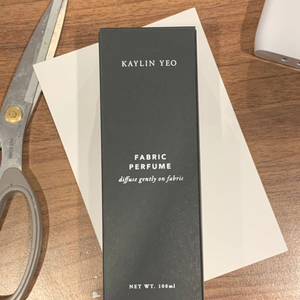 KAYLIN YEO
FABRIC
PERFUME
diffuse gently on fabric
NET WT. 100ml